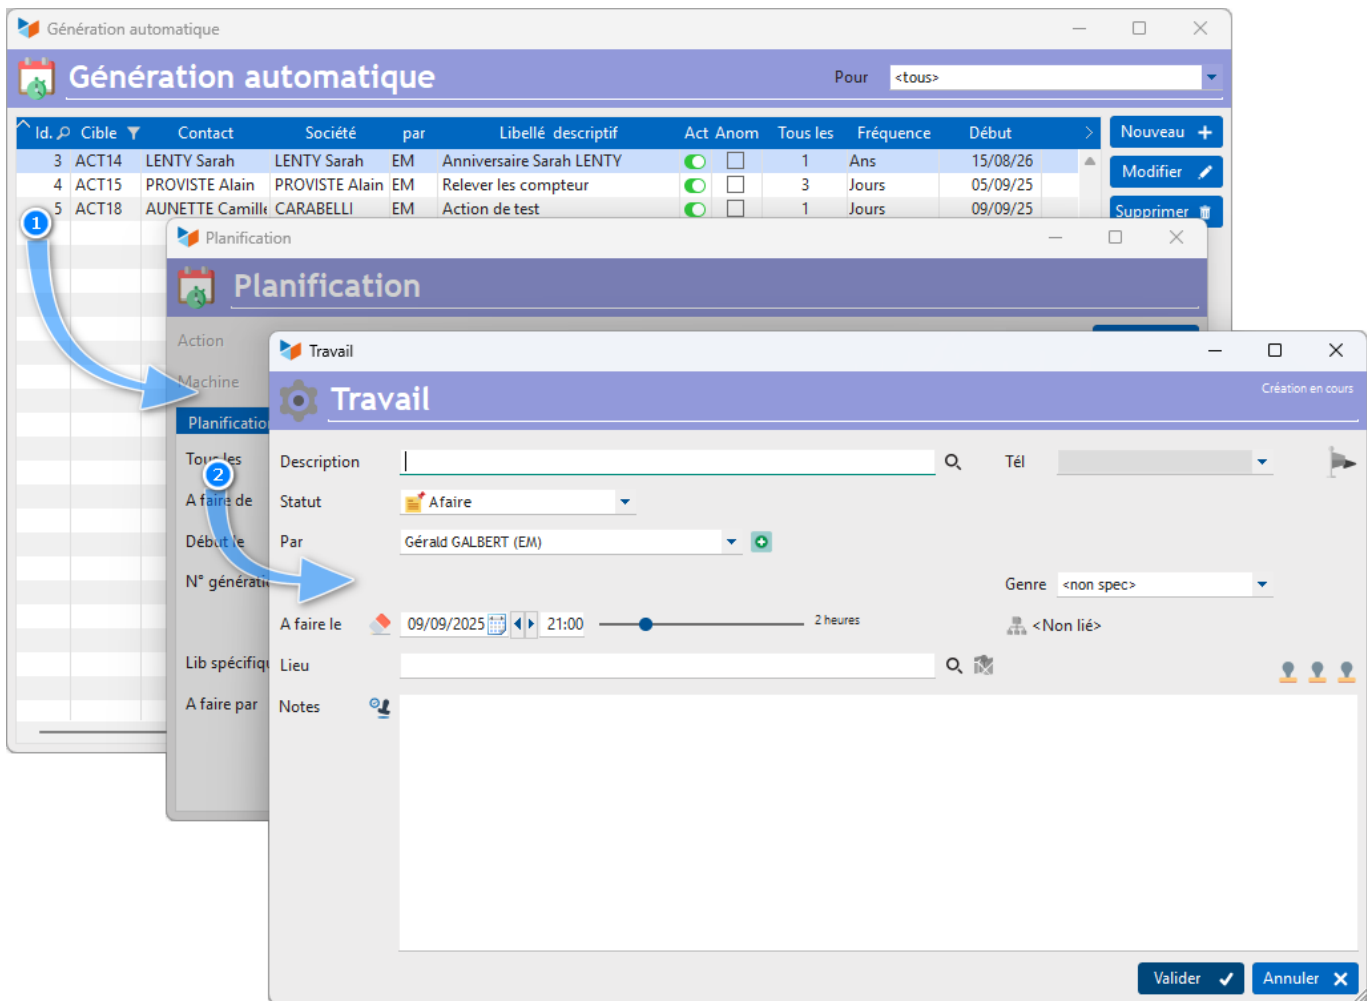 Génération automatique
Génération automatique
Pour <tous>
Id. Cible Contact Société par Libellé descriptif Act Anom Tous les Fréquence Début
Nouveau
3 ACT14 LENTY Sarah LENTY Sarah EM Anniversaire Sarah LENTY 1 Ans 15/08/26
4 ACT15 PROVISTE Alain PROVISTE Alain EM Relever les compteur 3 Jours 05/09/25
Modifier
5 ACT18 AUNETTE Camille CARABELLI EM Action de test 1 Jours 09/09/25
Supprimer
1
Planification
Planification
Action
Machine
Planification
Tous les
2
A faire de
Début le
N° générati
Lib spécifiqu
A faire par
Travail
Travail
Création en cours
Description
Tél
Statut Afaire
Par Gérald GALBERT (EM)
Genre <non spec>
A faire le 09/09/2025 21:00 2 heures
<Non lié>
Lieu
Notes
Valider
Annuler